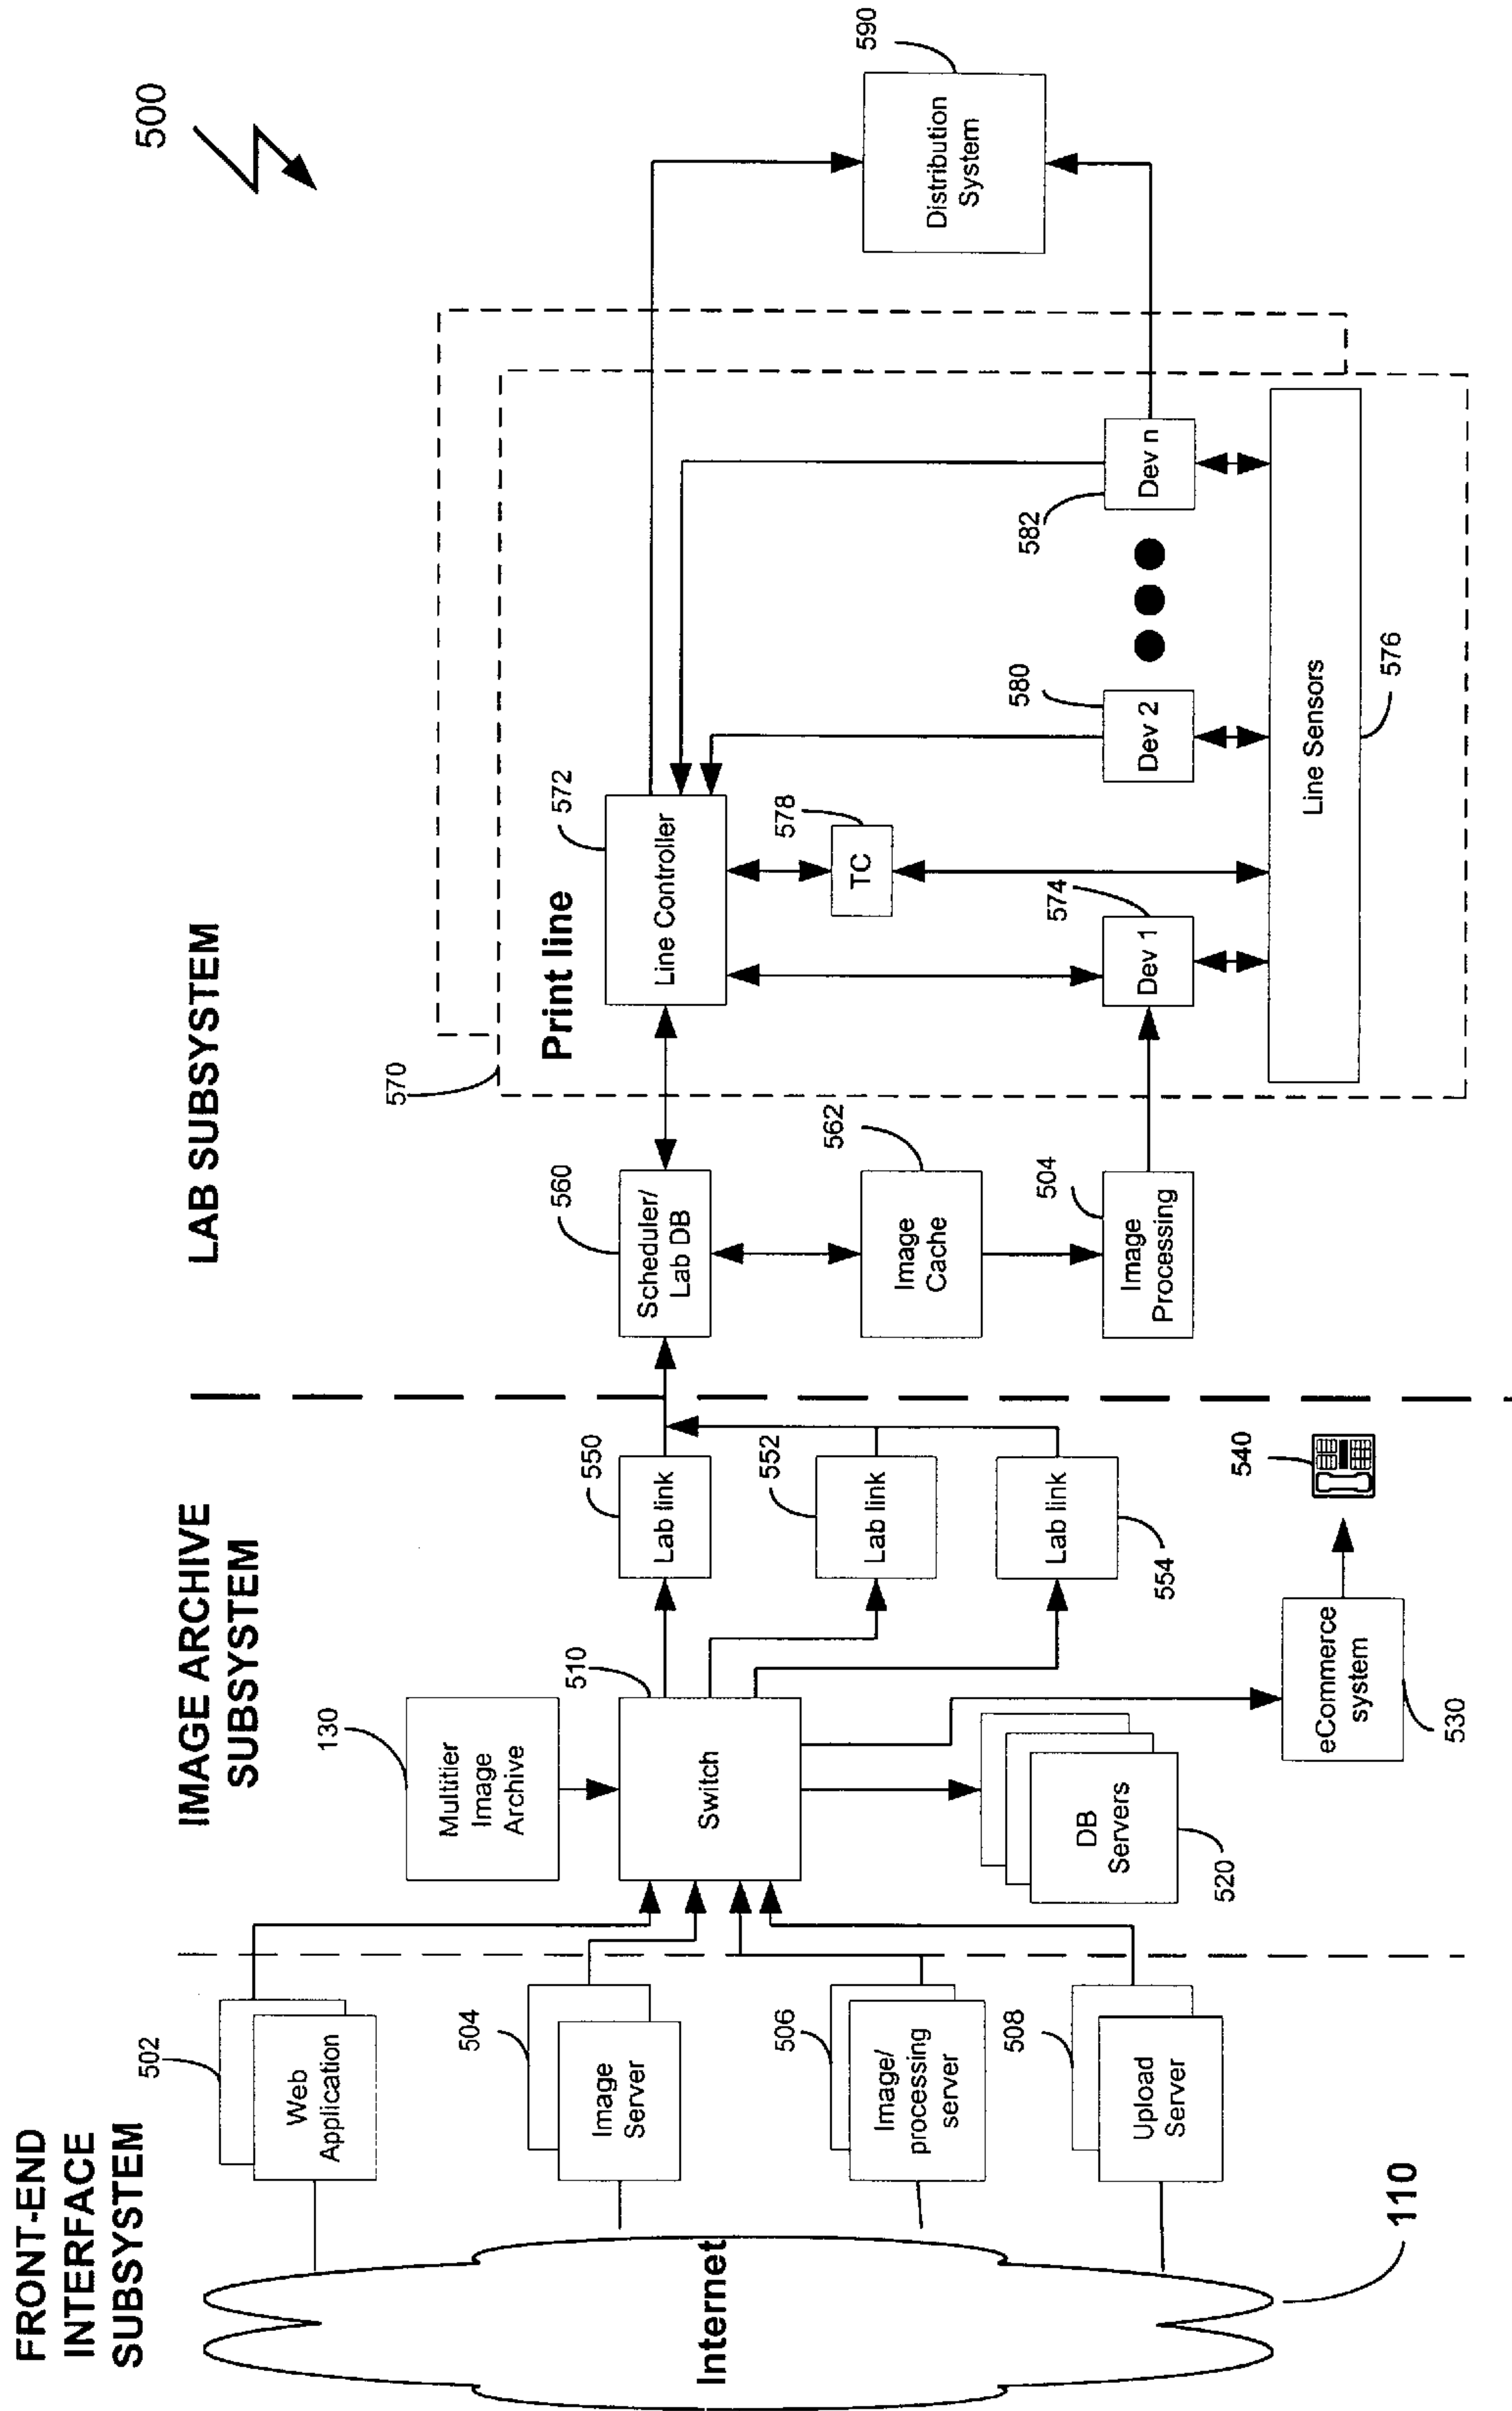 500
FRONT-END
INTERFACE
SUBSYSTEM
IMAGE ARCHIVE
SUBSYSTEM
LAB SUBSYSTEM
Internet
110
502
Web
Application
504
Image
Server
506
Image/
processing
server
508
Upload
Server
130
Multitier
Image
Archive
510
Switch
DB
Servers
520
eCommerce
system
530
540
550
Lab link
552
Lab link
Lab link
554
560
Scheduler/
Lab DB
562
Image
Cache
504
Image
Processing
570
Print line
572
Line Controller
578
TC
574
Dev 1
580
Dev 2
582
Dev n
Line Sensors
576
590
Distribution
System